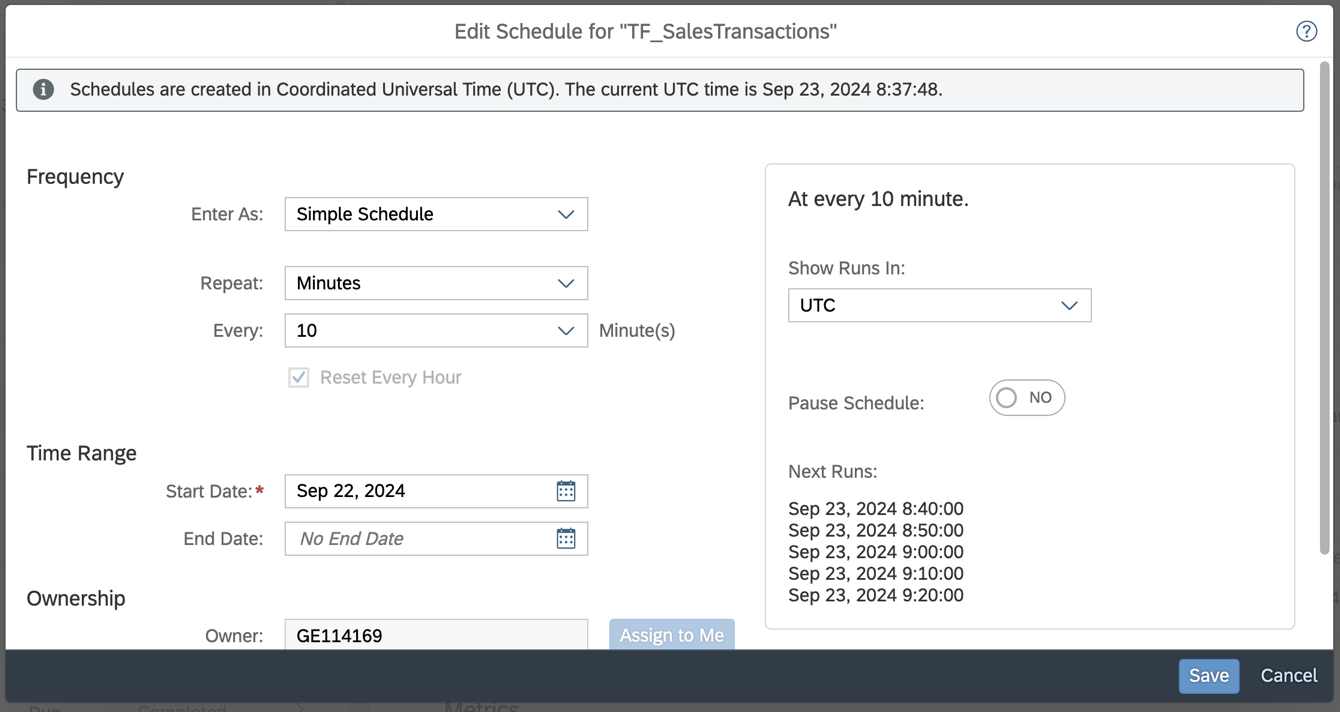 Edit Schedule for "TF_SalesTransactions"
Schedules are created in Coordinated Universal Time (UTC). The current UTC time is Sep 23, 2024 8:37:48.
Frequency
Enter As: Simple Schedule
Repeat: Minutes
Every: 10 Minute(s)
Reset Every Hour
Time Range
Start Date:* Sep 22, 2024
End Date: No End Date
Ownership
Owner: GE114169 Assign to Me
At every 10 minute.
Show Runs In:
UTC
Pause Schedule: NO
Next Runs:
Sep 23, 2024 8:40:00
Sep 23, 2024 8:50:00
Sep 23, 2024 9:00:00
Sep 23, 2024 9:10:00
Sep 23, 2024 9:20:00
Save Cancel
Run Completed Metrics